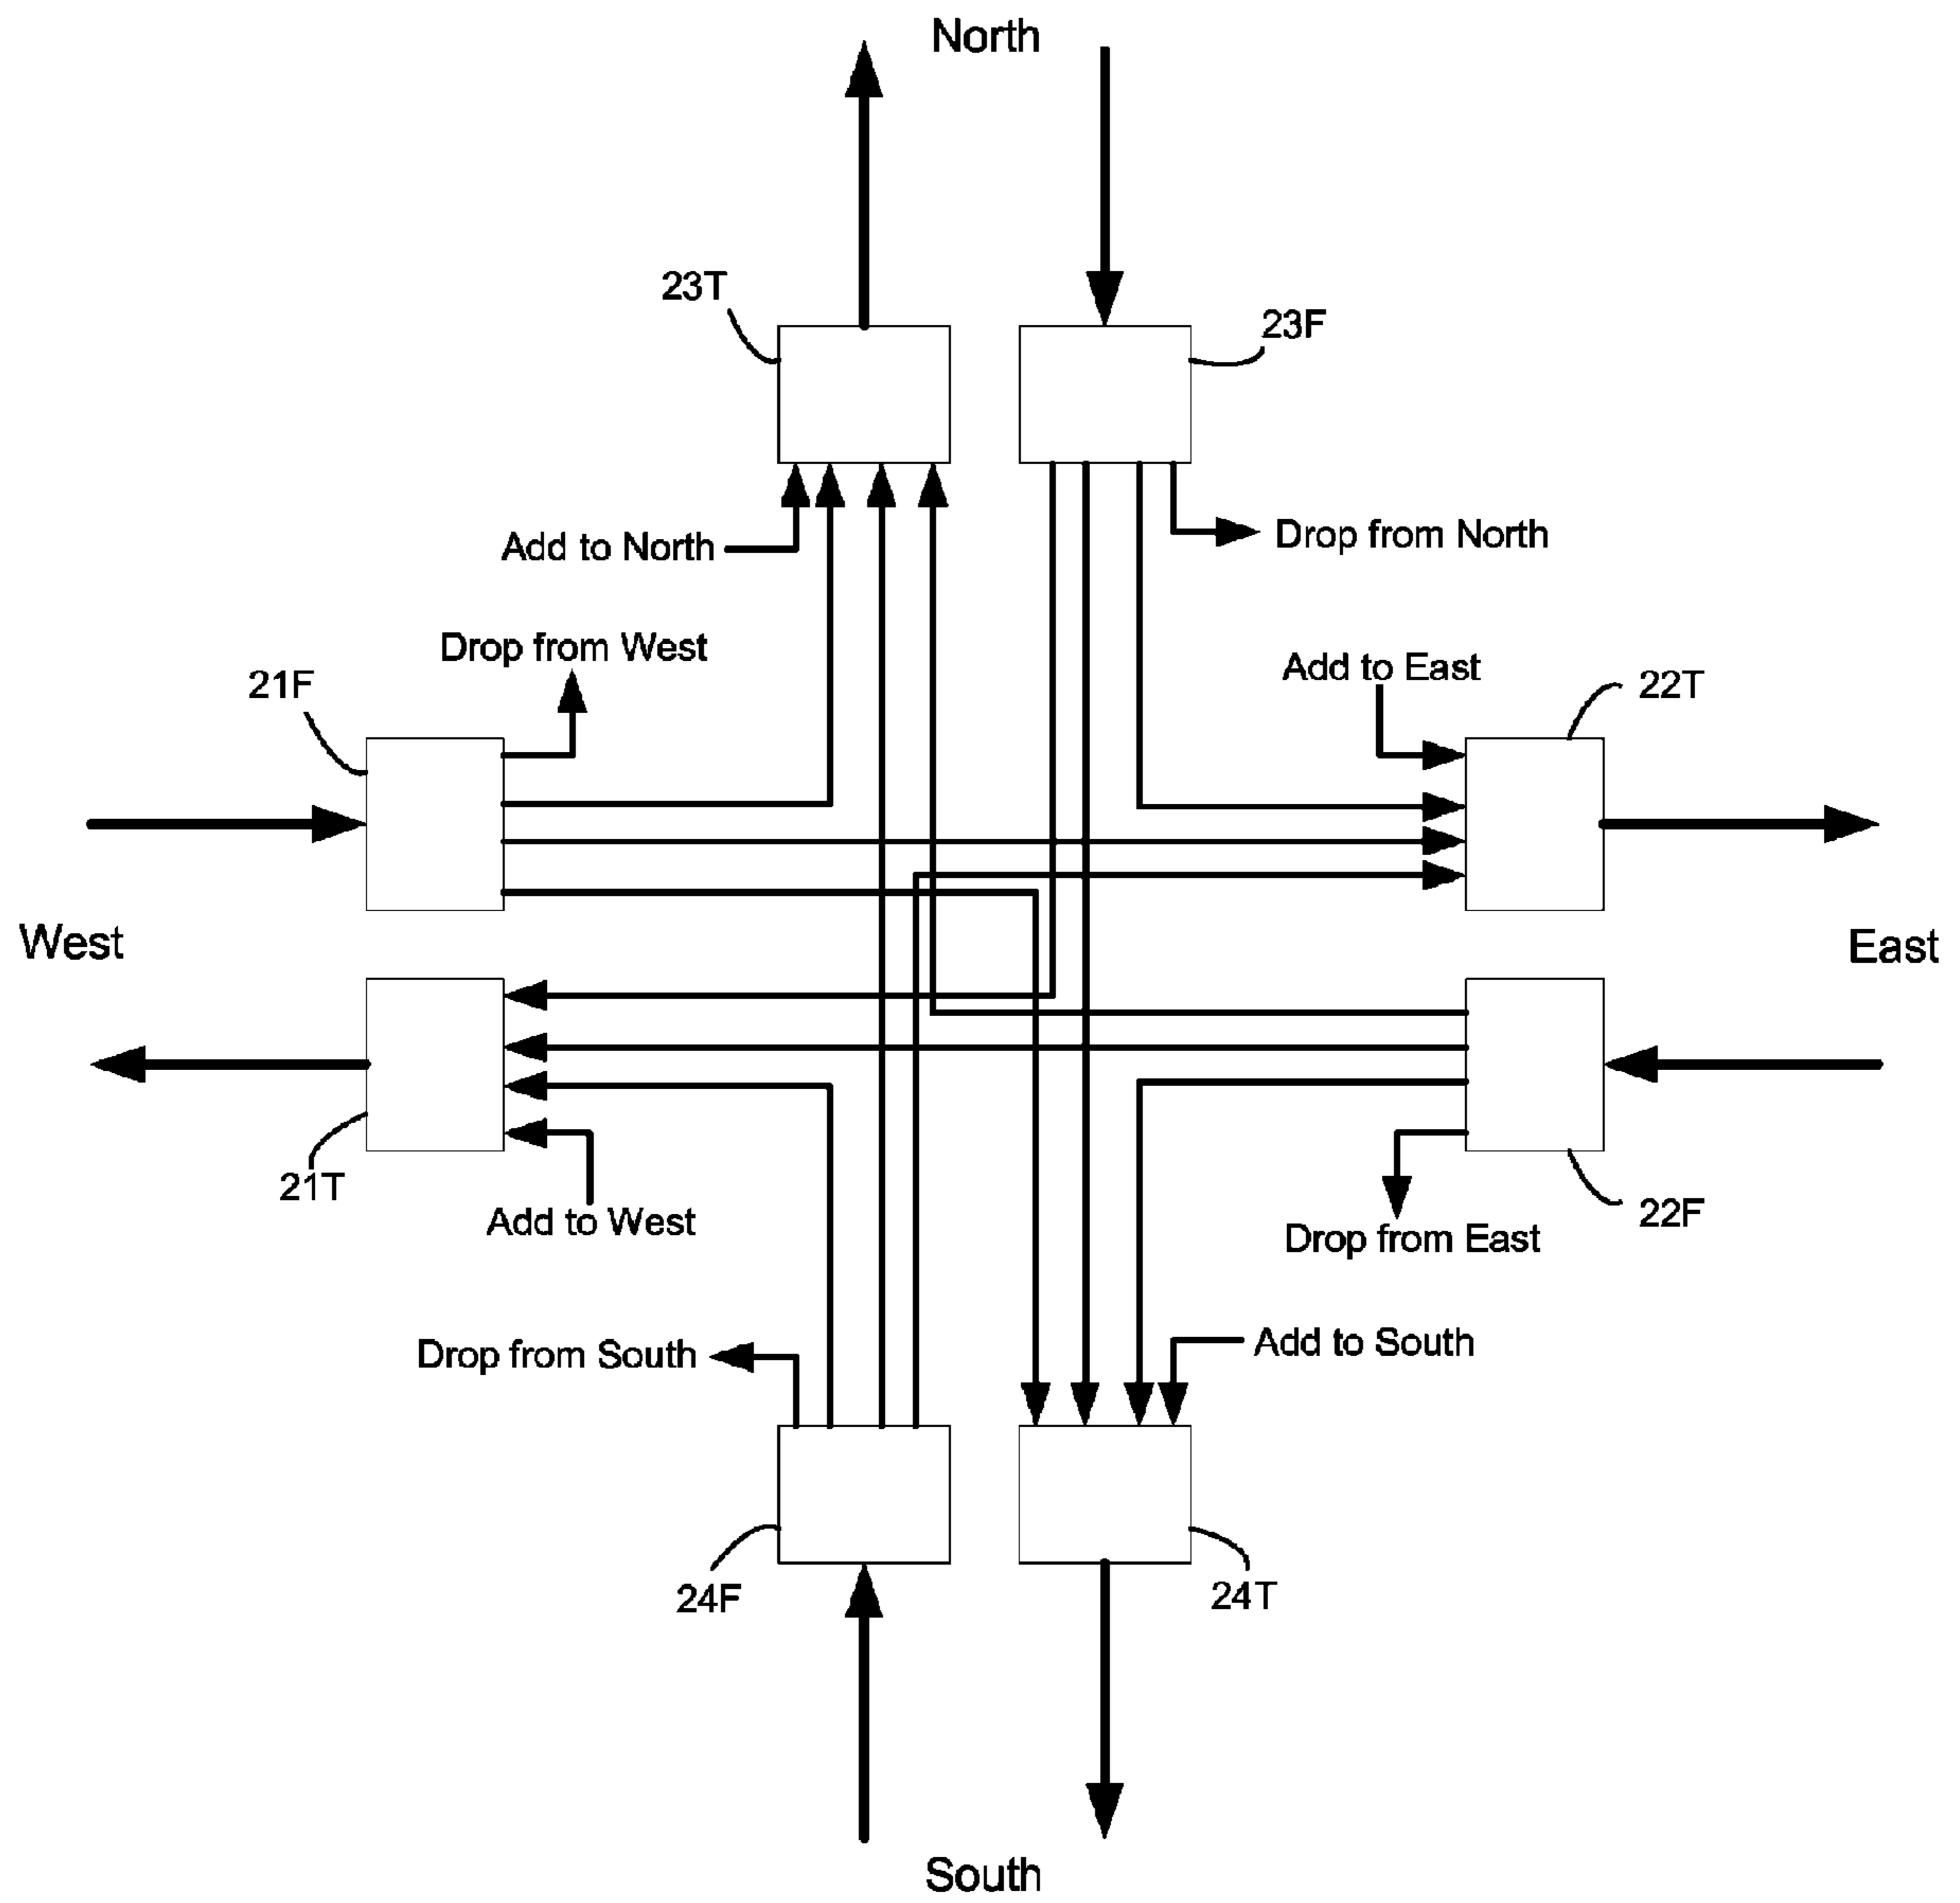 North
23T
23F
Add to North
Drop from North
Drop from West
Add to East
21F
22T
West
East
21T
Add to West
22F
Drop from East
Drop from South
Add to South
24F
24T
South